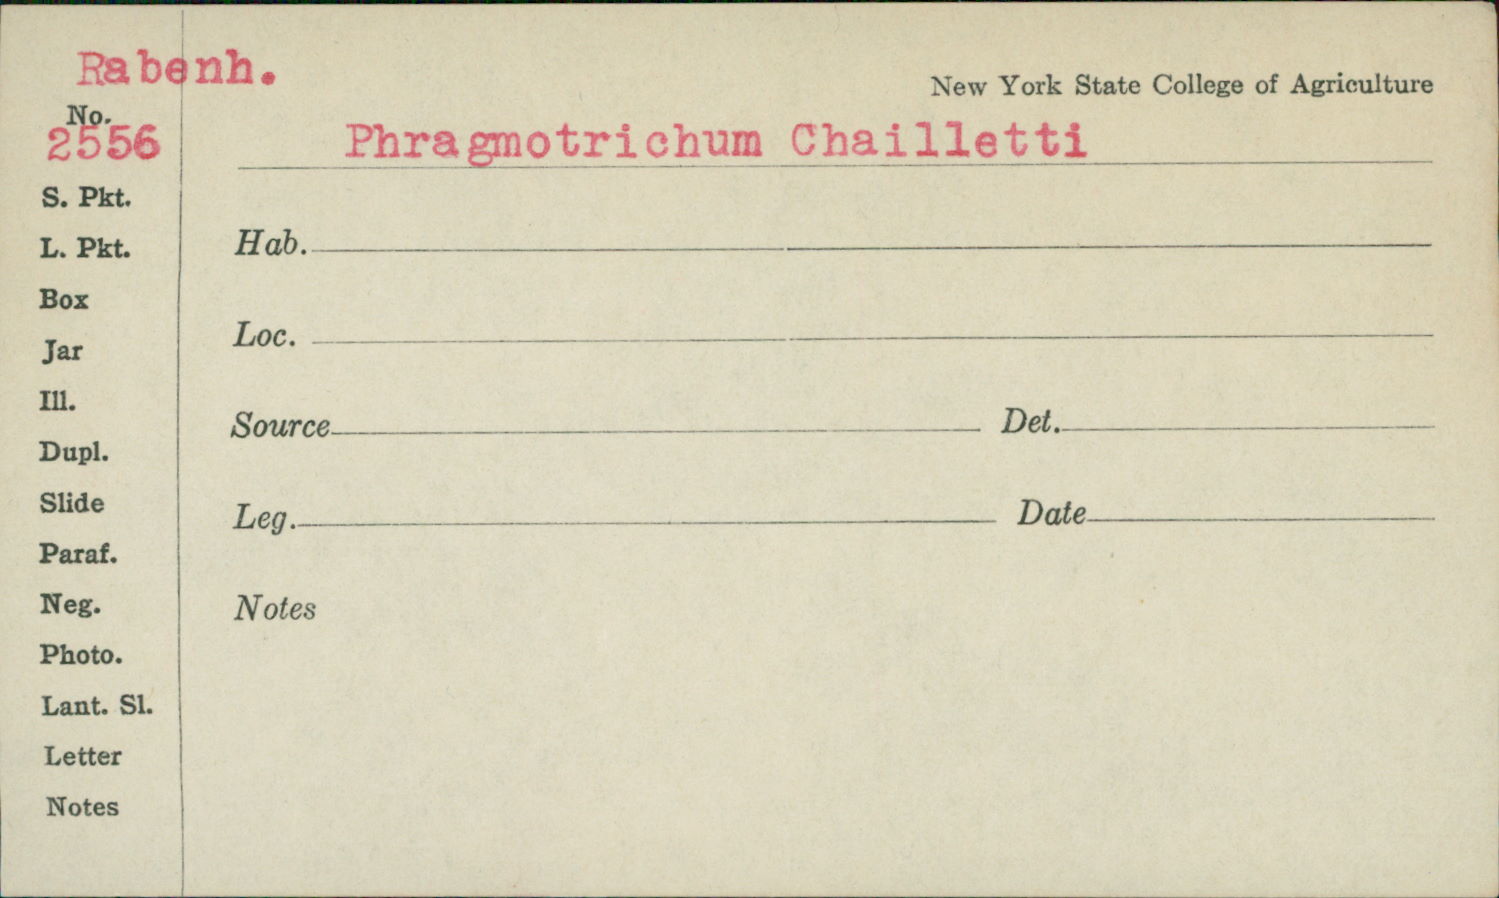 Rabenh.
New York State College of Agriculture
No.
2556
Phragmotrichum Chailletti
S. Pkt.
L. Pkt.
Hab.
Box
Loc.
Jar
Ill.
Source
Det.
Dupl.
Slide
Leg.
Date
Paraf.
Neg.
Notes
Photo.
Lant. Sl.
Letter
Notes